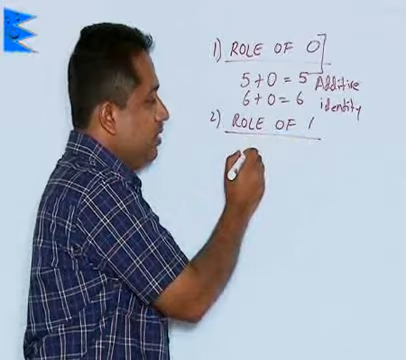 1) ROLE OF 0
5 + 0 = 5 Additive
6 + 0 = 6 identity
2) ROLE OF 1